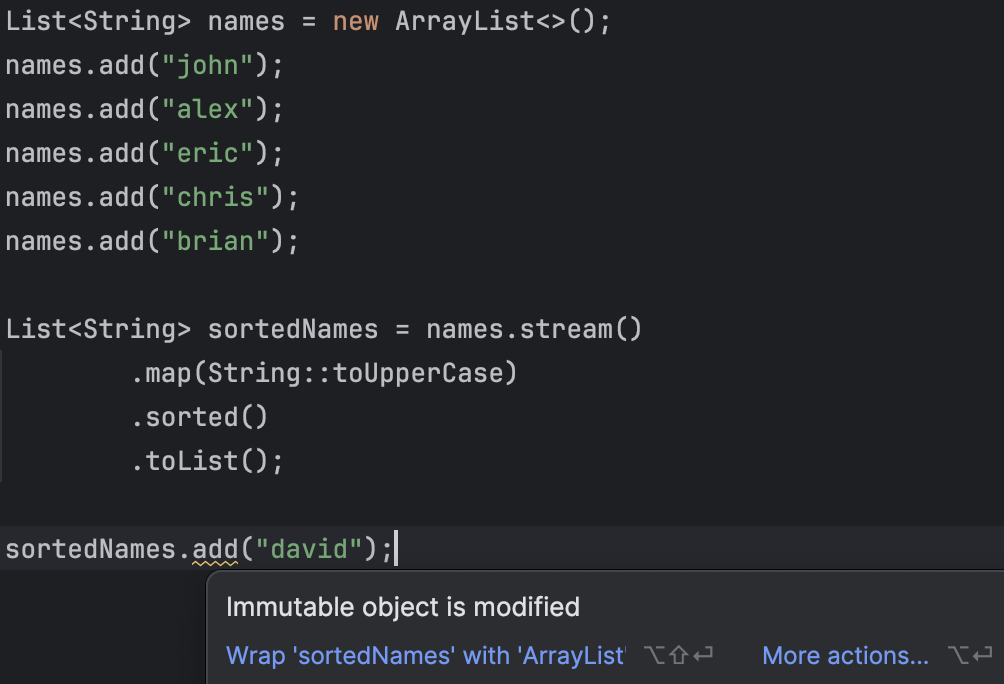 List<String> names = new ArrayList<>();
names.add("john");
names.add("alex");
names.add("eric");
names.add("chris");
names.add("brian");
List<String> sortedNames = names.stream()
.map(String::toUpperCase)
.sorted()
.toList();
sortedNames.add("david");
Immutable object is modified
Wrap 'sortedNames' with 'ArrayList' ⌥⇧⏎ More actions... ⌥⏎